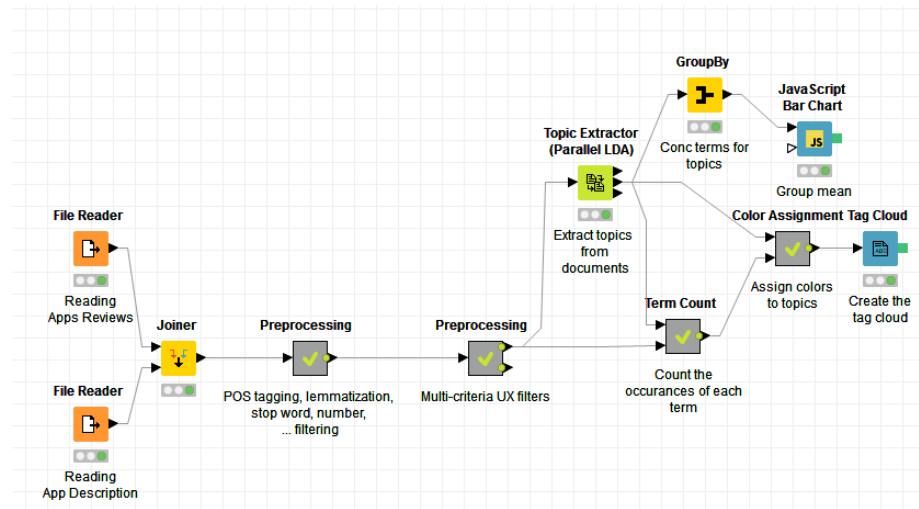 GroupBy
Conc terms for
topics
JavaScript
Bar Chart
JS
Group mean
Topic Extractor
(Parallel LDA)
Extract topics
from
documents
Color Assignment
Assign colors
to topics
Tag Cloud
ABC
Create the
tag cloud
File Reader
Reading
Apps Reviews
Joiner
Preprocessing
POS tagging, lemmatization,
stop word, number,
... filtering
Preprocessing
Multi-criteria UX filters
Term Count
Count the
occurances of each
term
File Reader
Reading
App Description